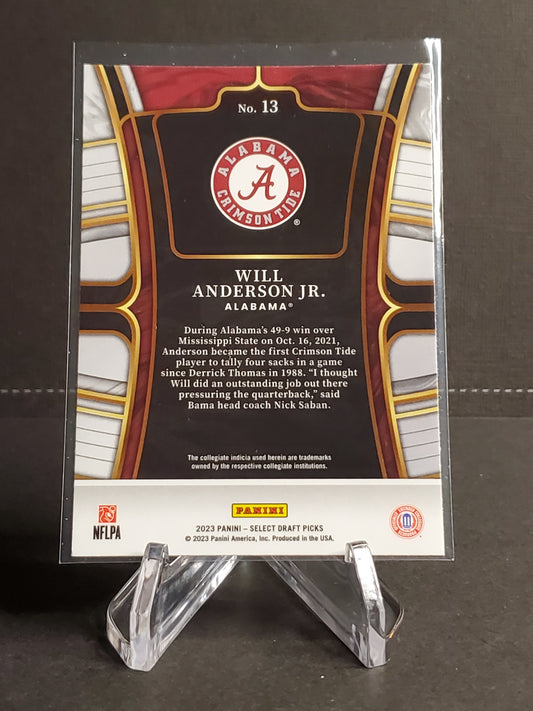 No. 13
ALABAMA
A
CRIMSON TIDE
®
WILL
ANDERSON JR.
ALABAMA®
During Alabama's 49-9 win over
Mississippi State on Oct. 16, 2021,
Anderson became the first Crimson Tide
player to tally four sacks in a game
since Derrick Thomas in 1988. “I thought
Will did an outstanding job out there
pressuring the quarterback,” said
Bama head coach Nick Saban.
The collegiate indicia used herein are trademarks
owned by the respective collegiate institutions.
NFLPA
PANINI
2023 PANINI – SELECT DRAFT PICKS
© 2023 Panini America, Inc. Produced in the USA.